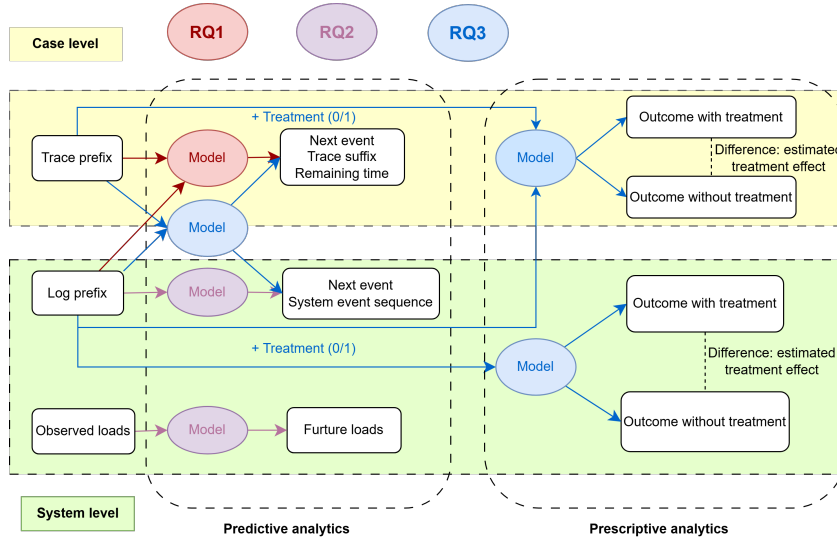 RQ1
RQ2
RQ3
Case level
+ Treatment (0/1)
Trace prefix
Model
Next event
Trace suffix
Remaining time
Model
Outcome with treatment
Difference: estimated
treatment effect
Outcome without treatment
Model
Log prefix
Model
Next event
System event sequence
+ Treatment (0/1)
Model
Outcome with treatment
Difference: estimated
treatment effect
Outcome without treatment
Observed loads
Model
Furture loads
System level
Predictive analytics
Prescriptive analytics